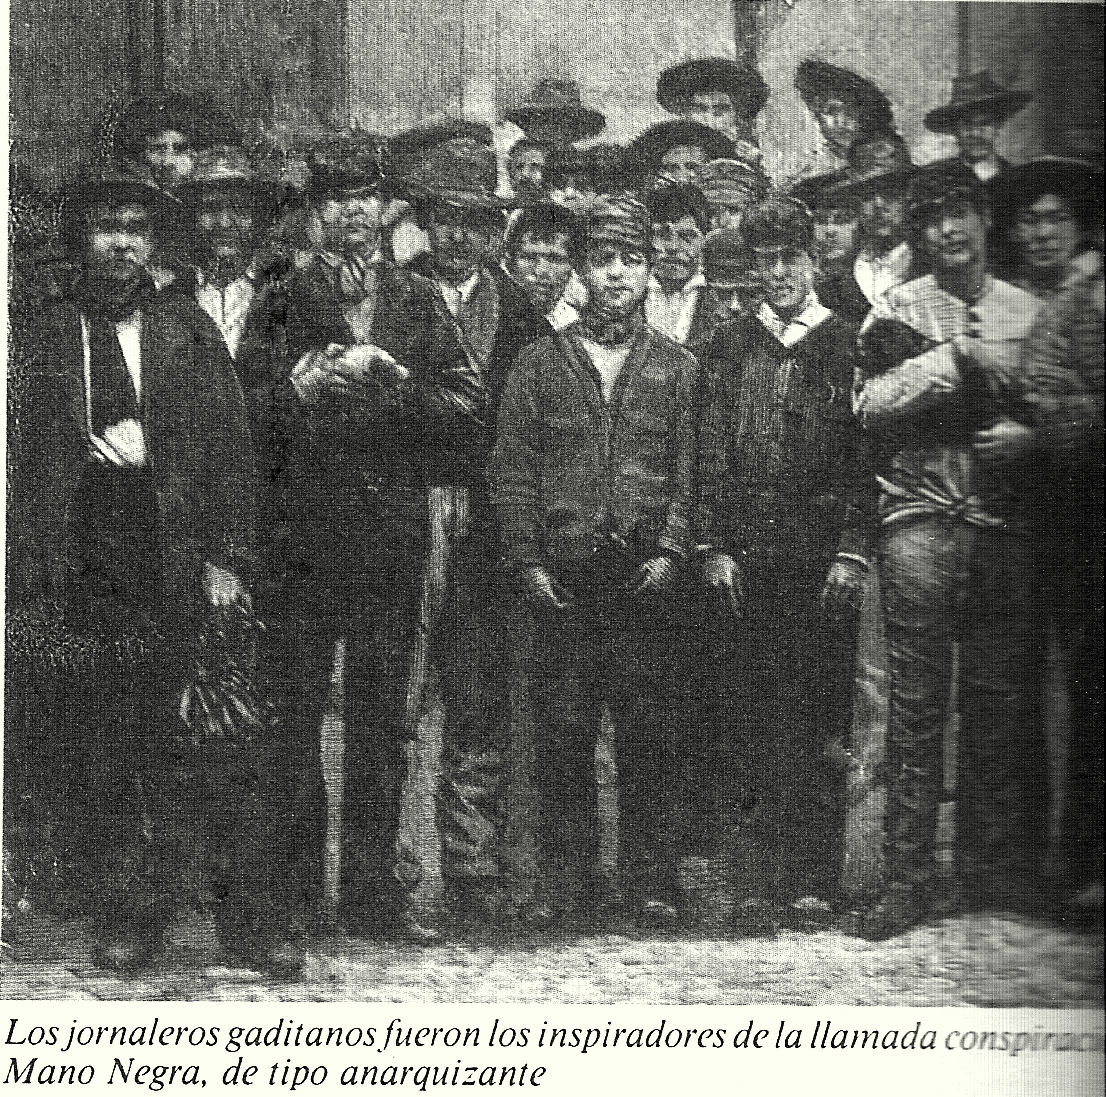 Los jornaleros gaditanos fueron los inspiradores de la llamada
Mano Negra, de tipo anarquizante